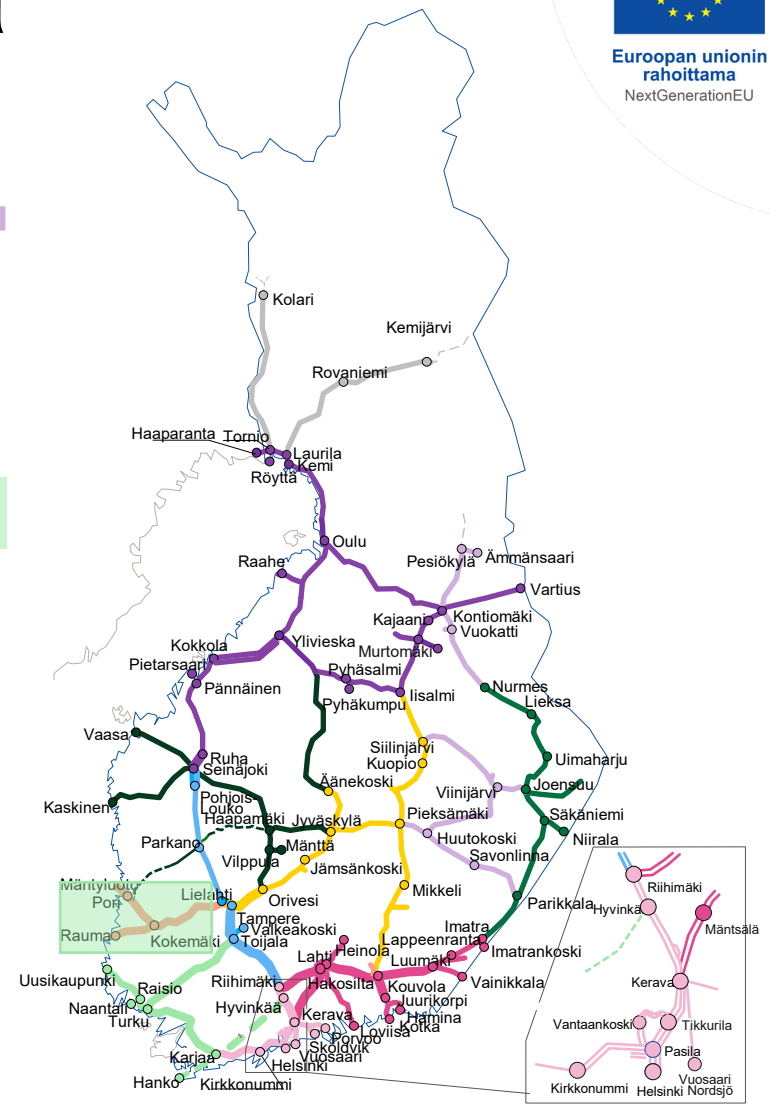 Euroopan unionin
rahoittama
NextGenerationEU
Kolari
Kemijärvi
Rovaniemi
Haaparanta
Tornio
Laurila
Kemi
Röyttä
Oulu
Pesiökylä
Ämmänsaari
Raahe
Vartius
Kajaani
Kontiomäki
Vuokatti
Kokkola
Ylivieska
Murtomäki
Pietarsaari
Pännäinen
Pyhäsalmi
Pyhäkumpu
Iisalmi
Nurmes
Lieksa
Vaasa
Ruha
Seinäjoki
Siilinjärvi
Kuopio
Uimaharju
Äänekoski
Viinijärvi
Joensuu
Kaskinen
Pohjois-
Louko
Haapamäki
Jyväskylä
Pieksämäki
Säkäniemi
Niirala
Parkano
Mänttä
Huutokoski
Vilppula
Jämsänkoski
Savonlinna
Mäntyluoto
Pori
Lielahti
Orivesi
Mikkeli
Parikkala
Riihimäki
Hyvinkää
Mäntsälä
Rauma
Kokemäki
Tampere
Valkeakoski
Toijala
Lappeenranta
Imatra
Imatrankoski
Heinola
Lahti
Luumäki
Vainikkala
Uusikaupunki
Raisio
Riihimäki
Hakosilta
Kouvola
Kerava
Naantali
Turku
Hyvinkää
Kerava
Juurikorpi
Hamina
Kotka
Loviisa
Porvoo
Sköldvik
Vuosaari
Helsinki
Vantaankoski
Tikkurila
Pasila
Karjaa
Hanko
Kirkkonummi
Kirkkonummi
Helsinki
Vuosaari
Nordsjö